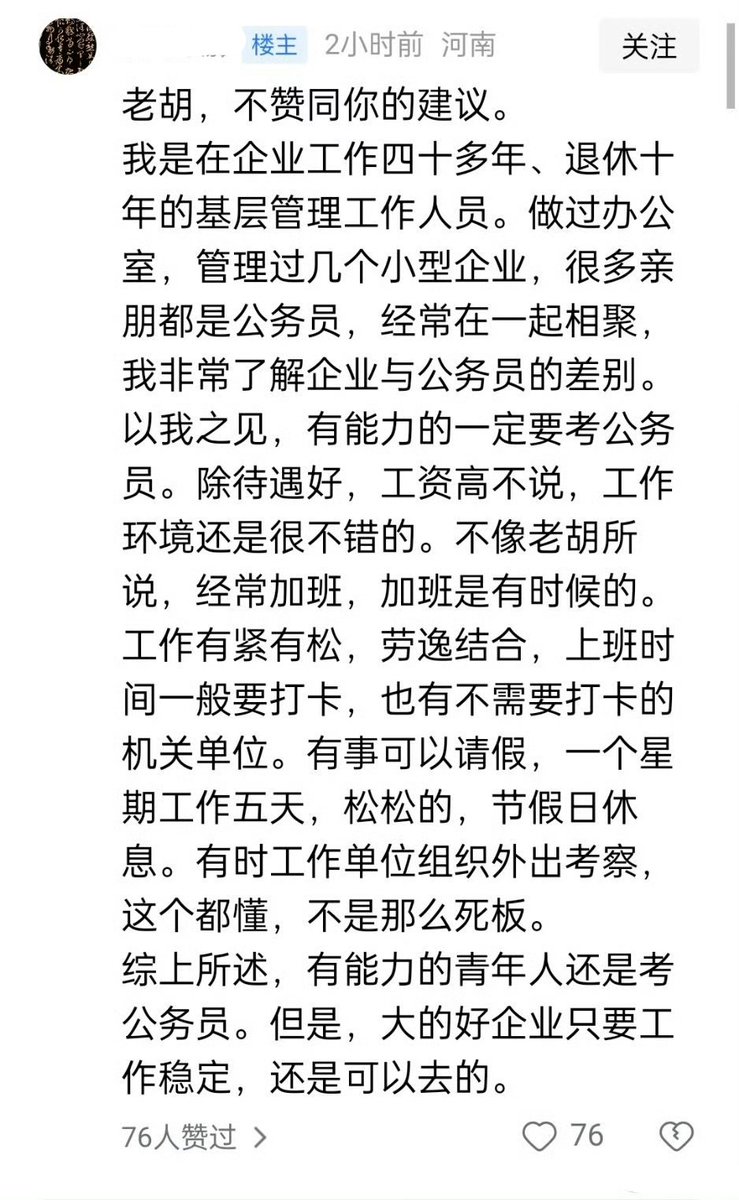 楼主 2小时前 河南 关注
老胡，不赞同你的建议。
我是在企业工作四十多年、退休十
年的基层管理工作人员。做过办公
室，管理过几个小型企业，很多亲
朋都是公务员，经常在一起相聚，
我非常了解企业与公务员的差别。
以我之见，有能力的一定要考公务
员。除待遇好，工资高不说，工作
环境还是很不错的。不像老胡所
说，经常加班，加班是有时候的。
工作有紧有松，劳逸结合，上班时
间一般要打卡，也有不需要打卡的
机关单位。有事可以请假，一个星
期工作五天，松松的，节假日休
息。有时工作单位组织外出考察，
这个都懂，不是那么死板。
综上所述，有能力的青年人还是考
公务员。但是，大的好企业只要工
作稳定，还是可以去的。
76人赞过 > 76